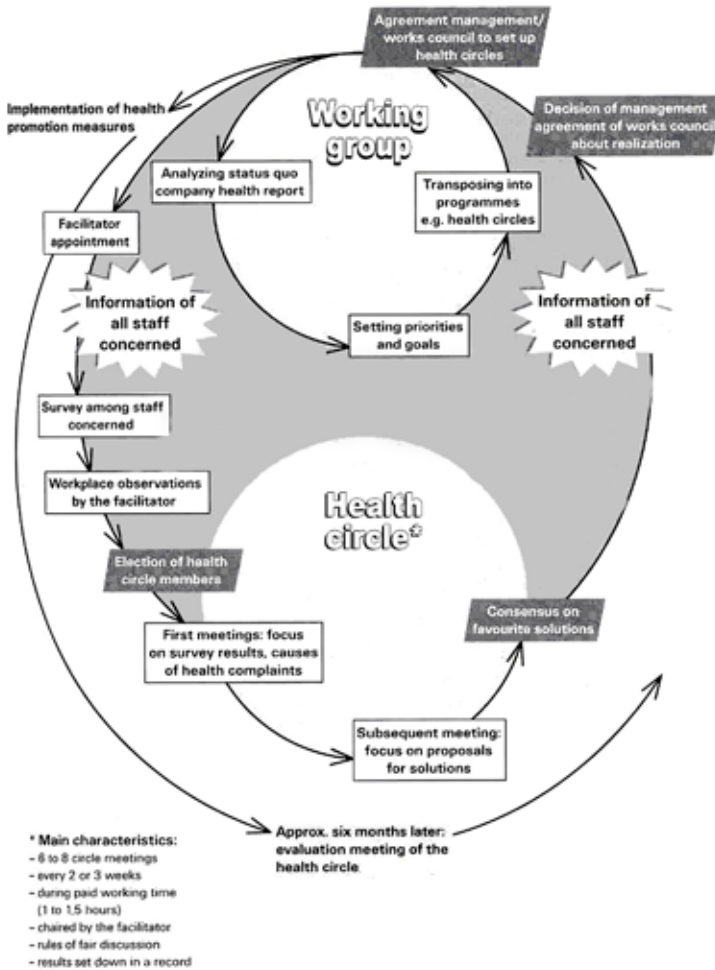 Agreement management/
works council to set up
health circles
Implementation of health
promotion measures
Working
group
Decision of management
agreement of works council
about realization
Analyzing status quo
company health report
Transposing into
programmes
e.g. health circles
Facilitator
appointment
Information of
all staff
concerned
Setting priorities
and goals
Information of
all staff
concerned
Survey among staff
concerned
Workplace observations
by the facilitator
Health
circle*
Election of health
circle members
Consensus on
favourite solutions
First meetings: focus
on survey results, causes
of health complaints
Subsequent meeting:
focus on proposals
for solutions
Approx. six months later:
evaluation meeting of the
health circle
* Main characteristics:
– 6 to 8 circle meetings
– every 2 or 3 weeks
– during paid working time
(1 to 1,5 hours)
– chaired by the facilitator
– rules of fair discussion
– results set down in a record